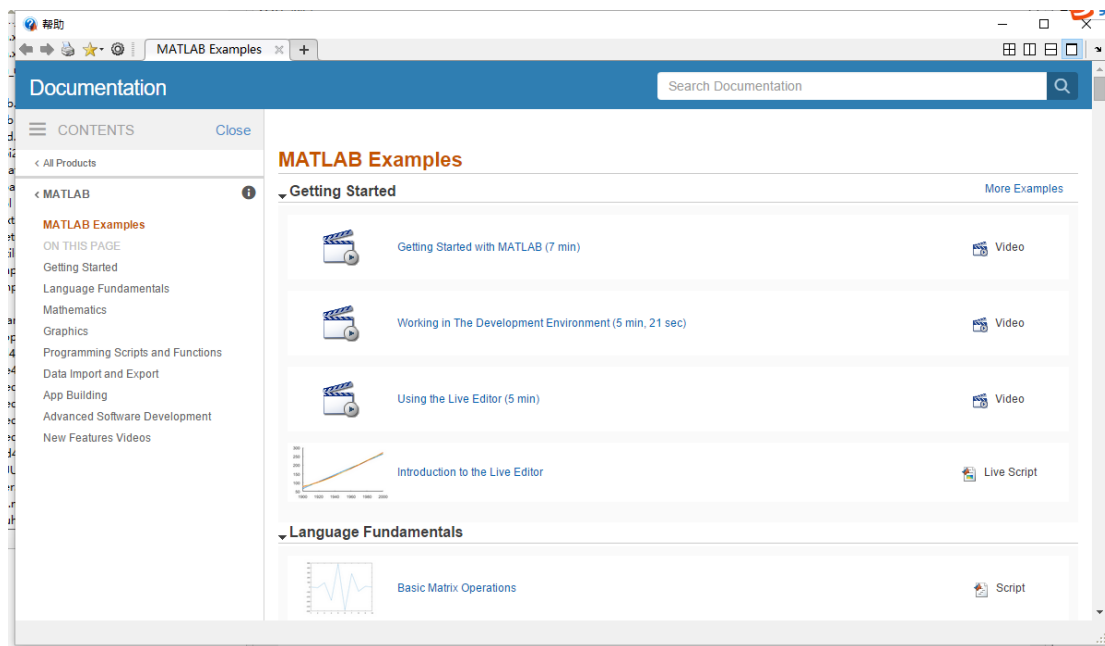 帮助
MATLAB Examples
Documentation
Search Documentation
CONTENTS
Close
< All Products
< MATLAB
MATLAB Examples
ON THIS PAGE
Getting Started
Language Fundamentals
Mathematics
Graphics
Programming Scripts and Functions
Data Import and Export
App Building
Advanced Software Development
New Features Videos
MATLAB Examples
Getting Started
More Examples
Getting Started with MATLAB (7 min)
Video
Working in The Development Environment (5 min, 21 sec)
Video
Using the Live Editor (5 min)
Video
Introduction to the Live Editor
Live Script
Language Fundamentals
Basic Matrix Operations
Script